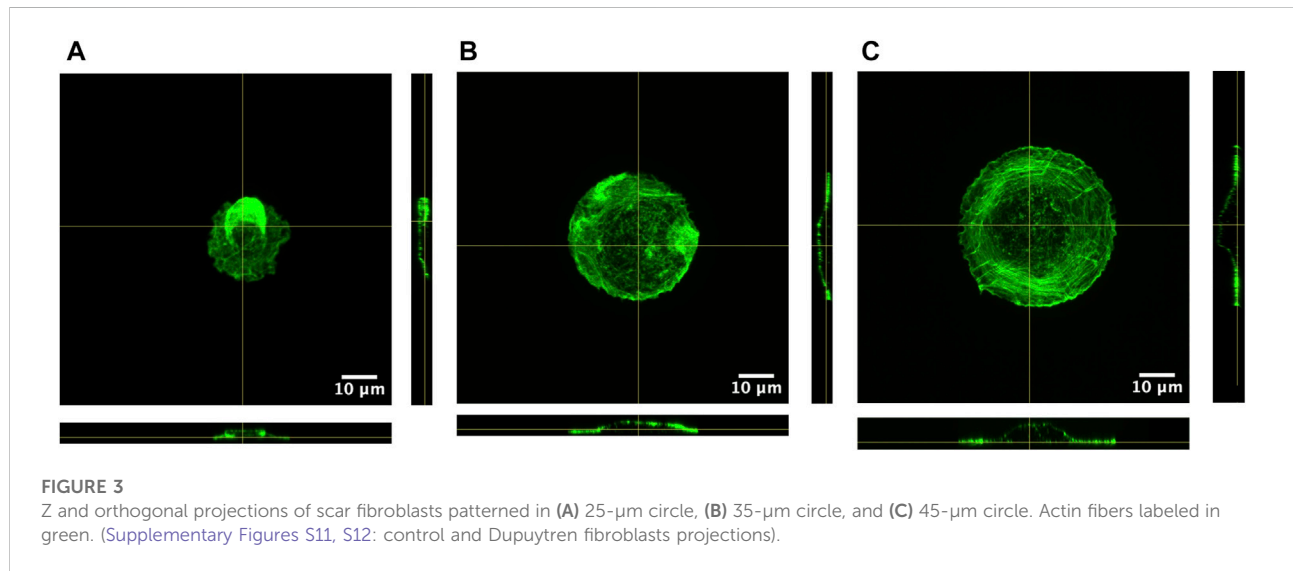 A
B
C
10 µm
10 µm
10 µm
FIGURE 3
Z and orthogonal projections of scar fibroblasts patterned in (A) 25-µm circle, (B) 35-µm circle, and (C) 45-µm circle. Actin fibers labeled in
green. (Supplementary Figures S11, S12: control and Dupuytren fibroblasts projections).